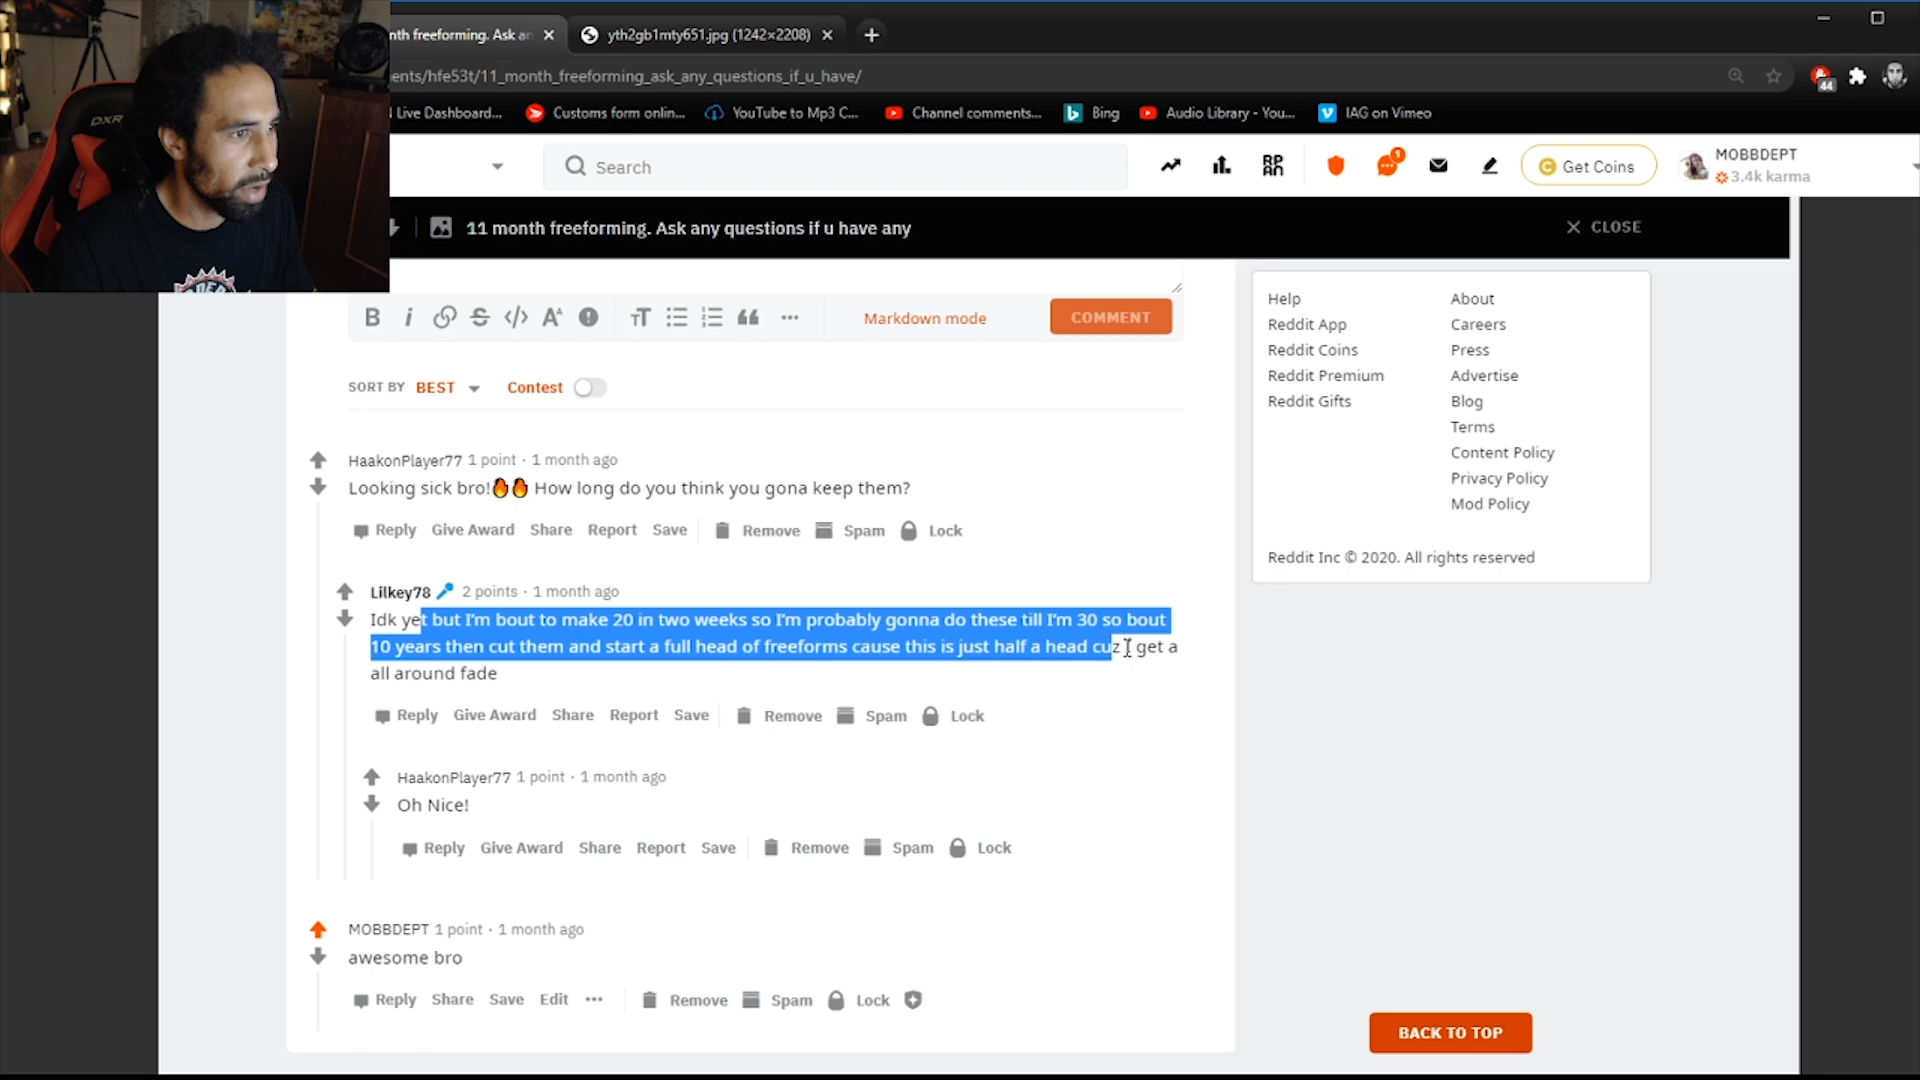 nth freeforming. Ask an
yth2gb1mty651.jpg (1242×2208)
ents/hfe53t/11_month_freeforming_ask_any_questions_if_u_have/
44
Live Dashboard...
Customs form onlin...
YouTube to Mp3 C...
Channel comments...
Bing
Audio Library - You...
IAG on Vimeo
DXR
Search
1
Get Coins
MOBBDEPT
3.4k karma
11 month freeforming. Ask any questions if u have any
CLOSE
Markdown mode
COMMENT
SORT BY BEST
Contest
HaakonPlayer77 1 point · 1 month ago
Looking sick bro!🔥🔥 How long do you think you gona keep them?
Reply Give Award Share Report Save Remove Spam Lock
Lilkey78 🎤 2 points · 1 month ago
Idk yet but I'm bout to make 20 in two weeks so I'm probably gonna do these till I'm 30 so bout
10 years then cut them and start a full head of freeforms cause this is just half a head cuz I get a
all around fade
Reply Give Award Share Report Save Remove Spam Lock
HaakonPlayer77 1 point · 1 month ago
Oh Nice!
Reply Give Award Share Report Save Remove Spam Lock
MOBBDEPT 1 point · 1 month ago
awesome bro
Reply Share Save Edit ... Remove Spam Lock
Help
Reddit App
Reddit Coins
Reddit Premium
Reddit Gifts
About
Careers
Press
Advertise
Blog
Terms
Content Policy
Privacy Policy
Mod Policy
Reddit Inc © 2020. All rights reserved
BACK TO TOP